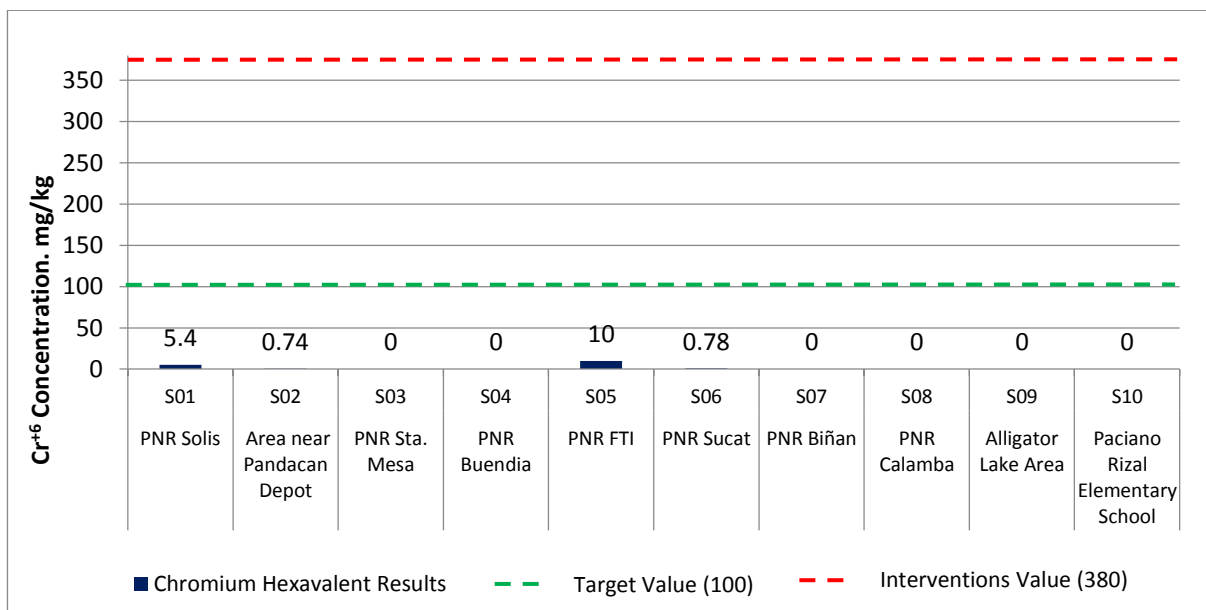 Cr⁺⁶ Concentration. mg/kg
350
300
250
200
150
100
50
0
5.4 0.74 0 0 10 0.78 0 0 0 0
S01 S02 S03 S04 S05 S06 S07 S08 S09 S10
PNR Solis
Area near
Pandacan
Depot
PNR Sta.
Mesa
PNR
Buendia
PNR FTI
PNR Sucat
PNR Biñan
PNR
Calamba
Alligator
Lake Area
Paciano
Rizal
Elementary
School
Chromium Hexavalent Results Target Value (100) Interventions Value (380)